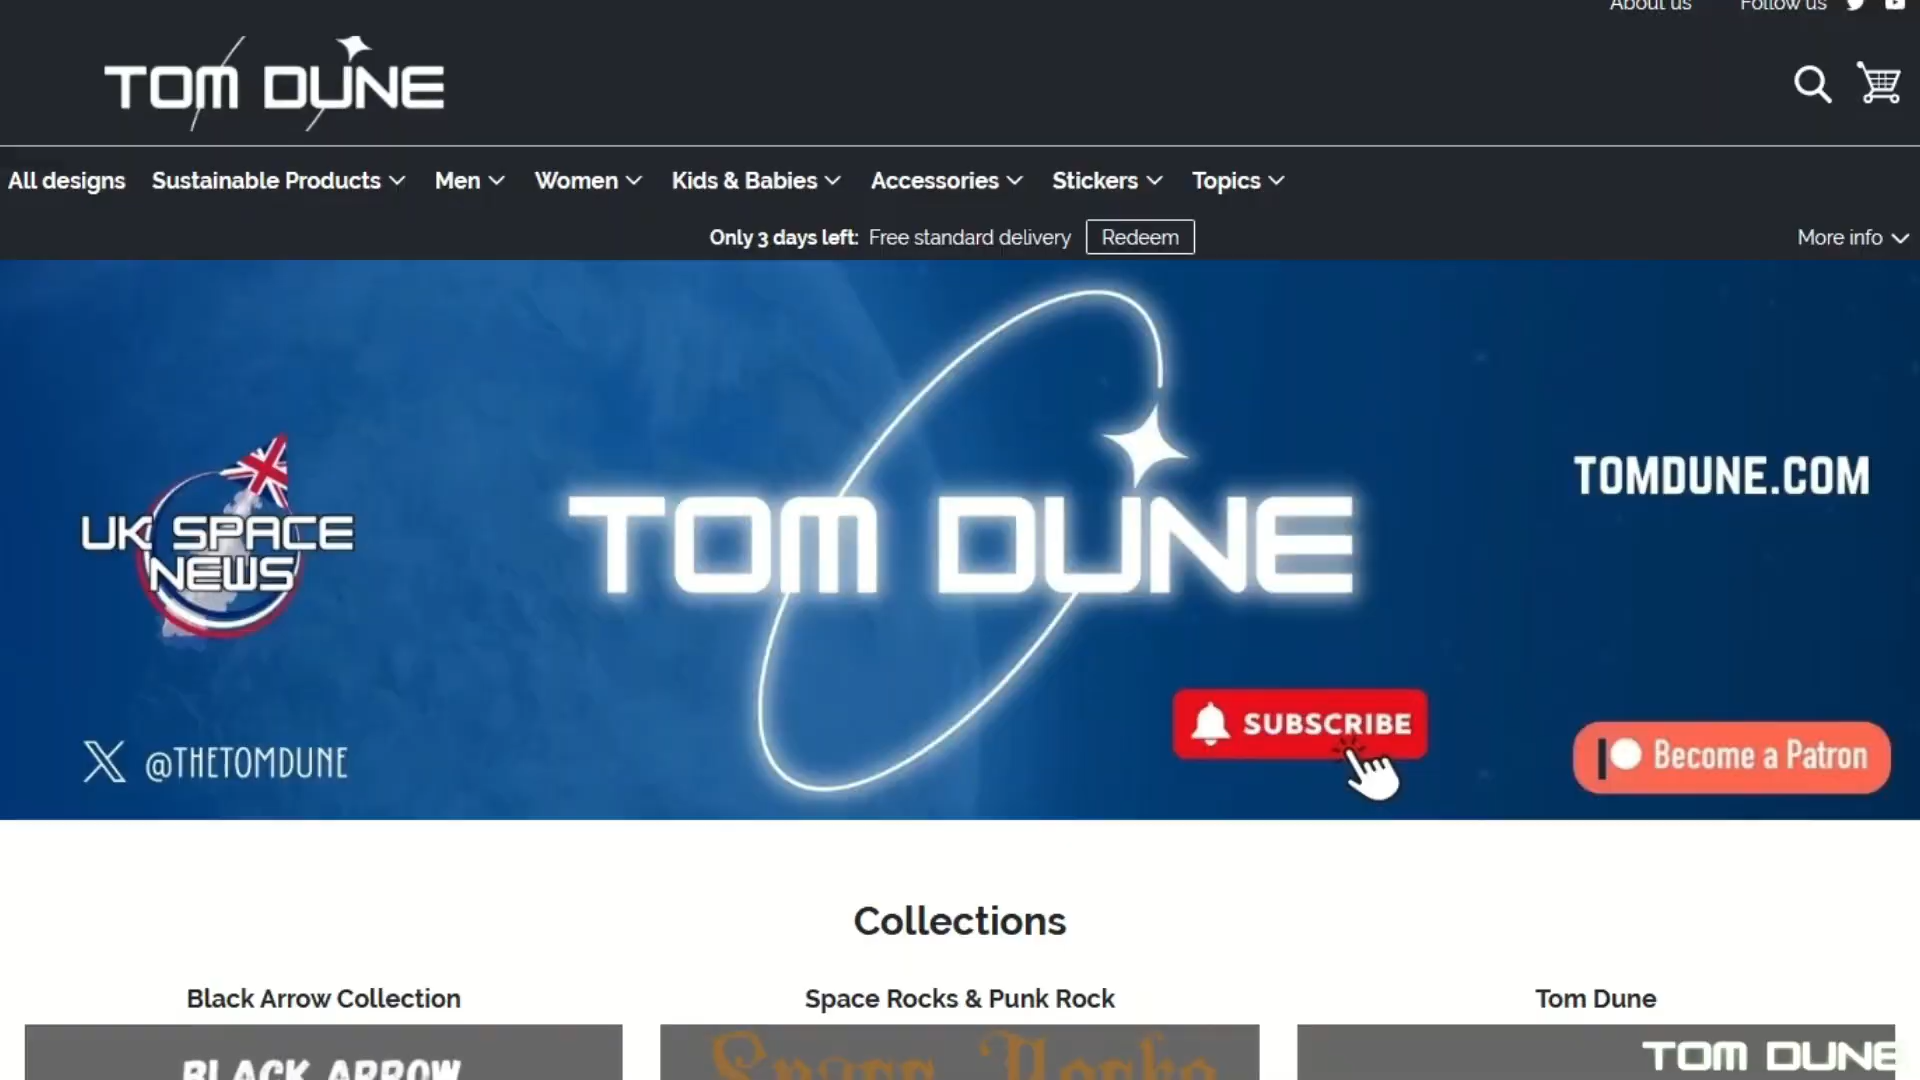 About us Follow us
TOM DUNE
All designs Sustainable Products Men Women Kids & Babies Accessories Stickers Topics
Only 3 days left: Free standard delivery Redeem More info
UK SPACE
NEWS
TOM DUNE
TOMDUNE.COM
@THETOMDUNE
SUBSCRIBE
Become a Patron
Collections
Black Arrow Collection Space Rocks & Punk Rock Tom Dune
BLACK ARROW
Space Rocks
TOM DUNE